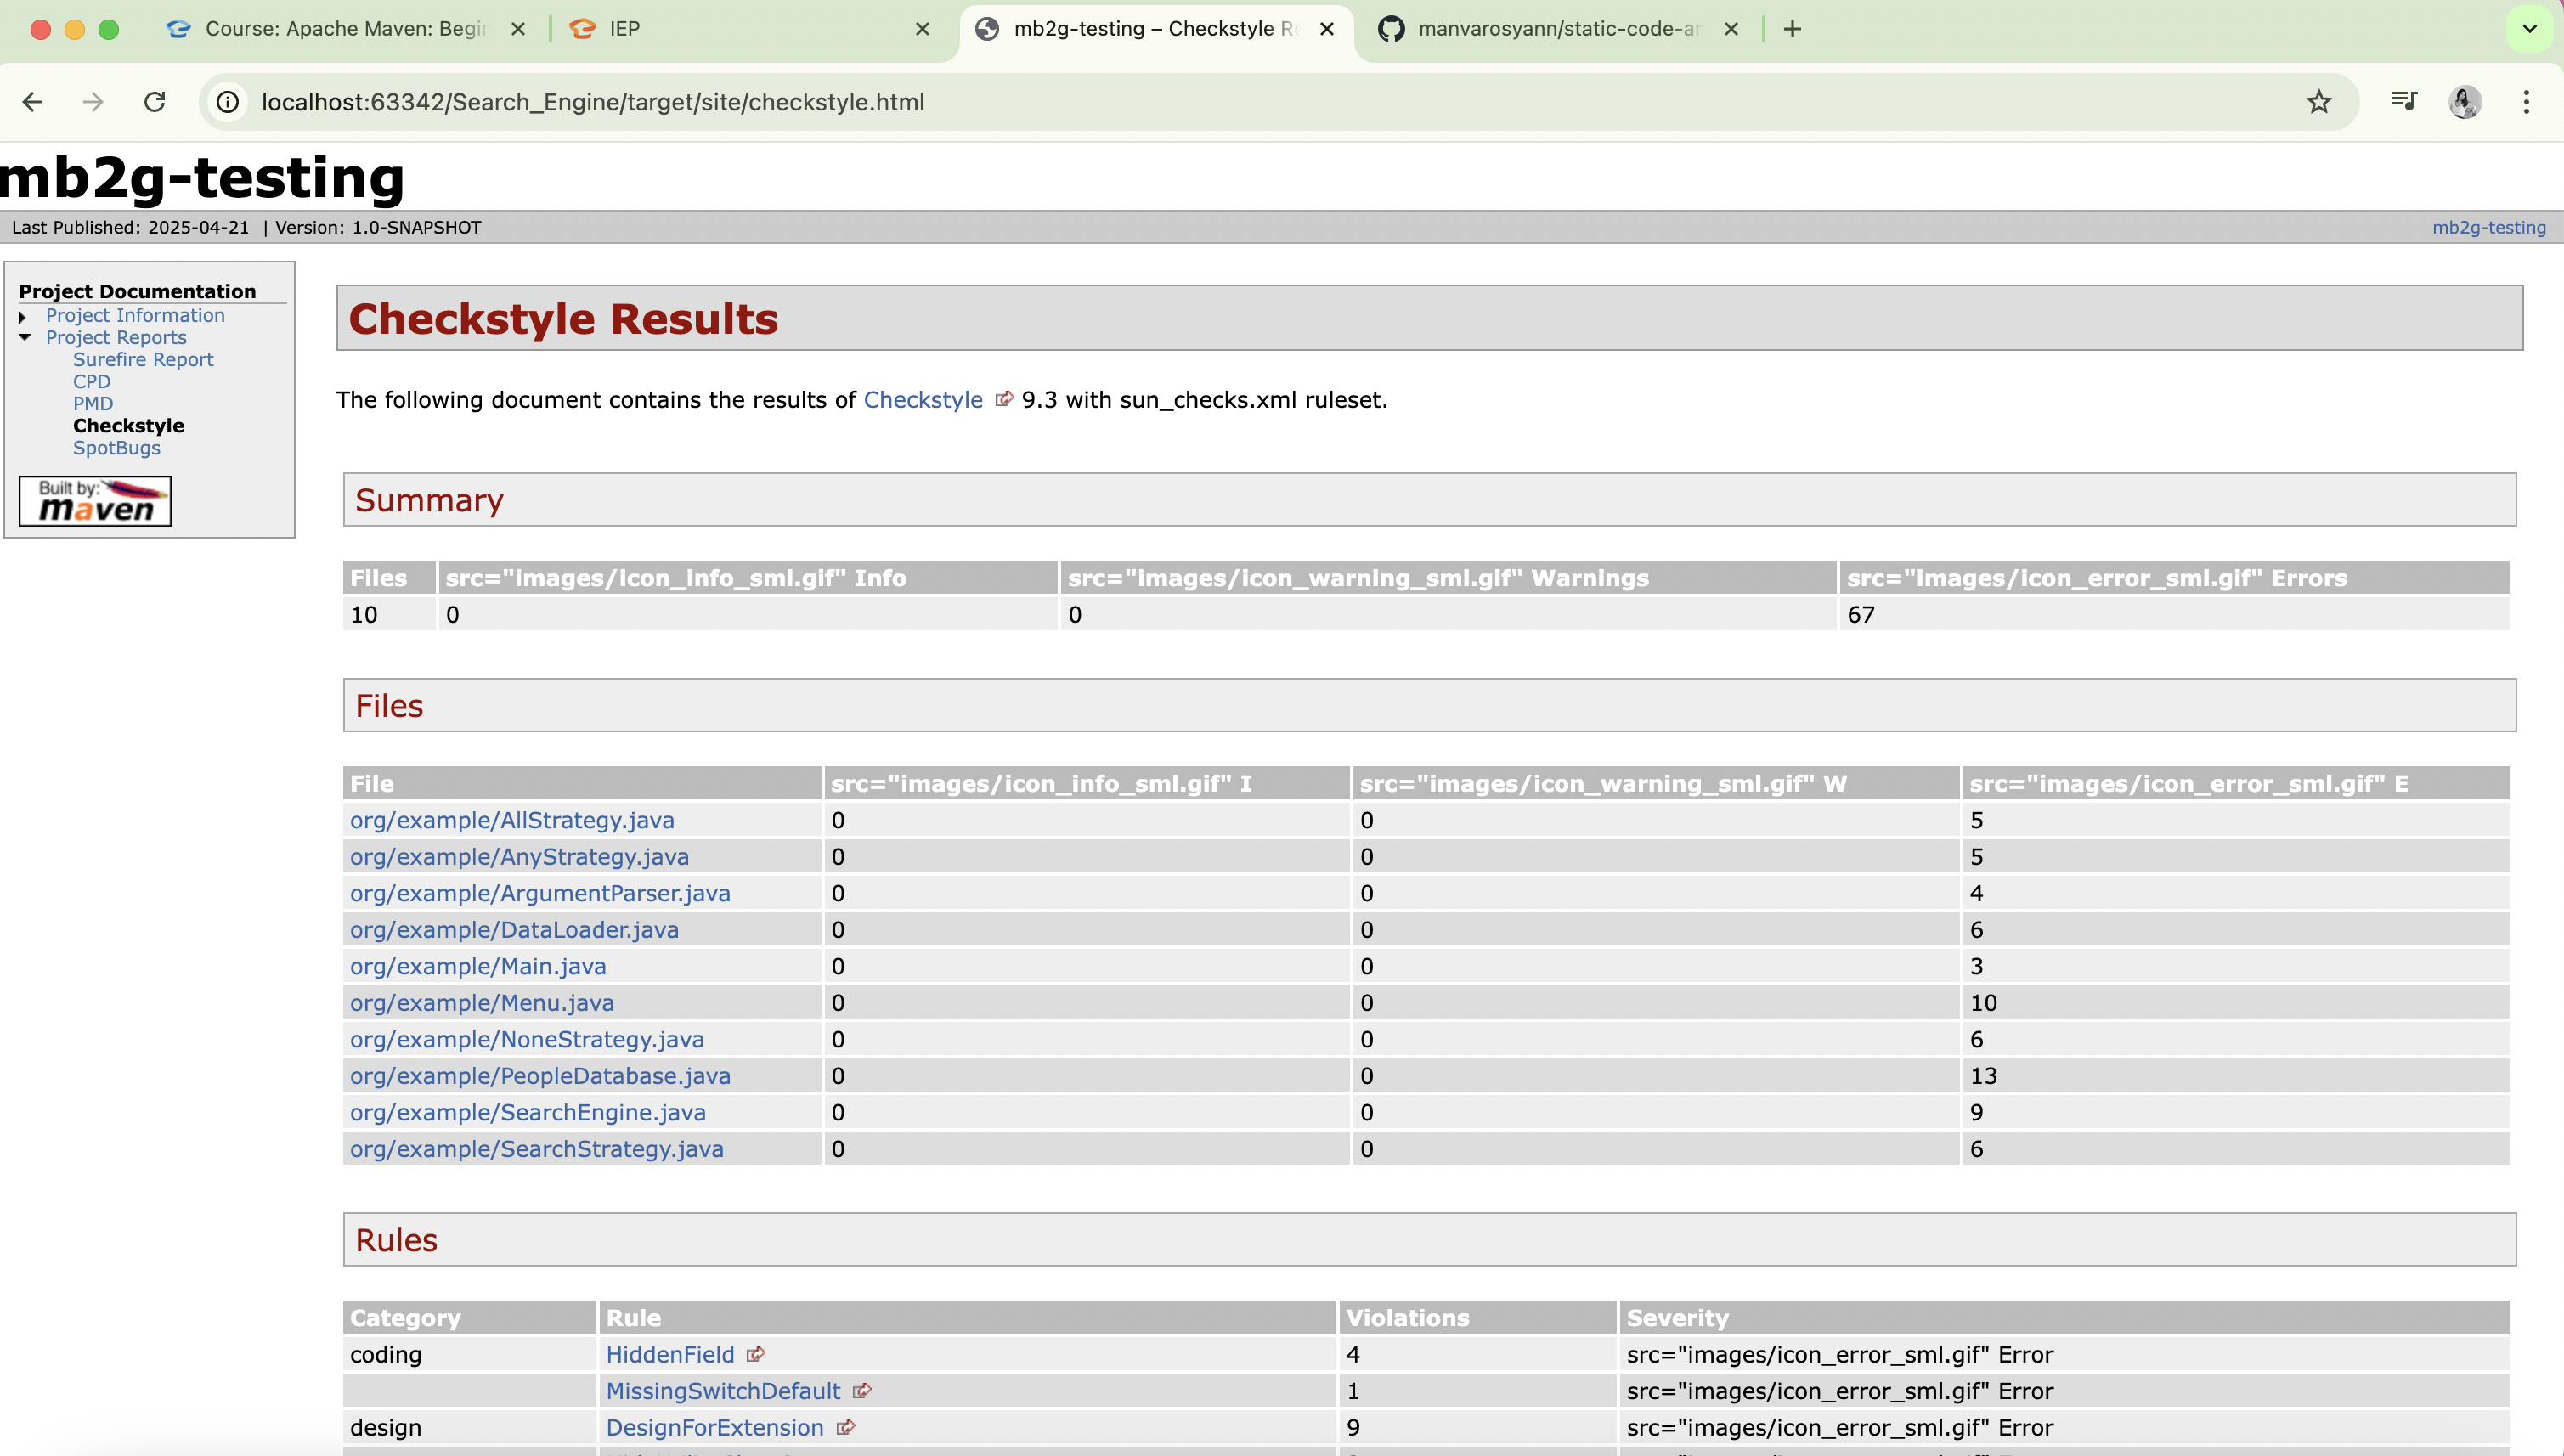 Course: Apache Maven: Begin
IEP
mb2g-testing – Checkstyle Re
manvarosyann/static-code-an
localhost:63342/Search_Engine/target/site/checkstyle.html
mb2g-testing
Last Published: 2025-04-21 | Version: 1.0-SNAPSHOT
mb2g-testing
Project Documentation
Project Information
Project Reports
Surefire Report
CPD
PMD
Checkstyle
SpotBugs
Built by:
maven
Checkstyle Results
The following document contains the results of Checkstyle 9.3 with sun_checks.xml ruleset.
Summary
Files src="images/icon_info_sml.gif" Info src="images/icon_warning_sml.gif" Warnings src="images/icon_error_sml.gif" Errors
10 0 0 67
Files
File src="images/icon_info_sml.gif" I src="images/icon_warning_sml.gif" W src="images/icon_error_sml.gif" E
org/example/AllStrategy.java 0 0 5
org/example/AnyStrategy.java 0 0 5
org/example/ArgumentParser.java 0 0 4
org/example/DataLoader.java 0 0 6
org/example/Main.java 0 0 3
org/example/Menu.java 0 0 10
org/example/NoneStrategy.java 0 0 6
org/example/PeopleDatabase.java 0 0 13
org/example/SearchEngine.java 0 0 9
org/example/SearchStrategy.java 0 0 6
Rules
Category Rule Violations Severity
coding HiddenField 4 src="images/icon_error_sml.gif" Error
MissingSwitchDefault 1 src="images/icon_error_sml.gif" Error
design DesignForExtension 9 src="images/icon_error_sml.gif" Error